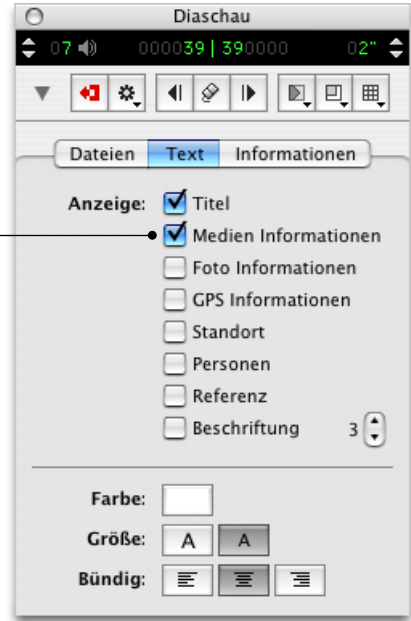 Diaschau
07 000039|390000 02"
Dateien Text Informationen
Anzeige: Titel
Medien Informationen
Foto Informationen
GPS Informationen
Standort
Personen
Referenz
Beschriftung 3
Farbe:
Größe: A A
Bündig: